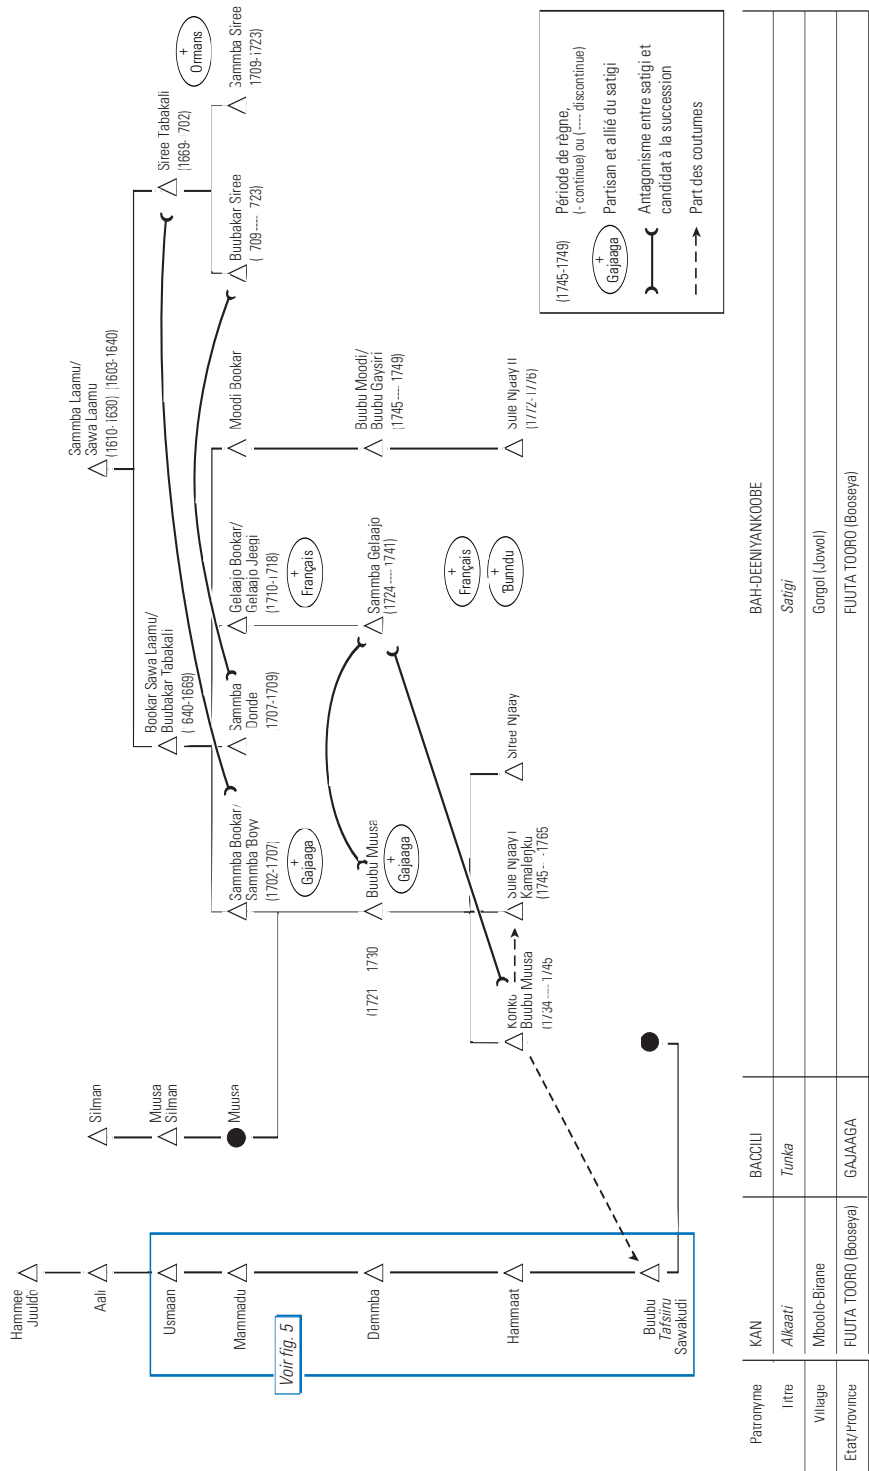 Hammee
Juuldo
Aali
Usmaan
Mammadu
Voir fig. 5
Demmba
Hammaat
Buubu
Tafsiiru
Sawakudi
Silman
Muusa
Silman
Muusa
Sammba Laamu/
Sawa Laamu
(1610-1630) (1603-1640)
Bookar Sawa Laamu/
Buubakar Tabakali
( 640-1669)
Siree Tabakali
(1669- 702)
+
Ormans
Sammba Bookar/
Sammba Boyy
(1702-1707)
+
Gajaaga
Sammba
Donde
1707-1709)
Gelaajo Bookar/
Gelaajo Jeegi
(1710-1718)
+
Français
Moodi Bookar
Buubakar Siree
( 709---- 723)
Sammba Siree
1709-1723)
Buubu Muusa
(1721 1730
+
Gajaaga
Sammba Gelaajo
(1724 ---- 1741)
+
Français
+
Bunndu
Buubu Moodi/
Buubu Gaysiri
(1745 ---- 1749)
Konko
Buubu Muusa
(1734 ---- 1745
Sule Njaay I
Kamalenku
(1745-- -1765
Siree Njaay
Sule Njaay II
(1772-1776)
(1745-1749)
Période de règne,
(- continue) ou ( ---- discontinue)
+
Gajaaga
Partisan et allié du satigi
Antagonisme entre satigi et
candidat à la succession
Part des coutumes
Patronyme KAN BACCILI BAH-DEENIYANKOOBE
Titre Alkaati Tunka Satigi
Village Mboolo-Birane Gorgol (Jowol)
Etat/Province FUUTA TOORO (Booseya) GAJAAGA FUUTA TOORO (Booseya)